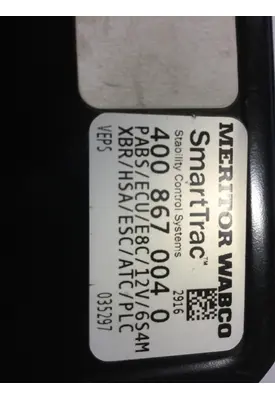 MERITOR WABCO
SmartTrac™
Stability Control Systems
2916
400 867 004 0
PABS/ECU/E8C/12V/6S4M
XBR/HSA/ESC/ATC/PLC
VEPS
035297